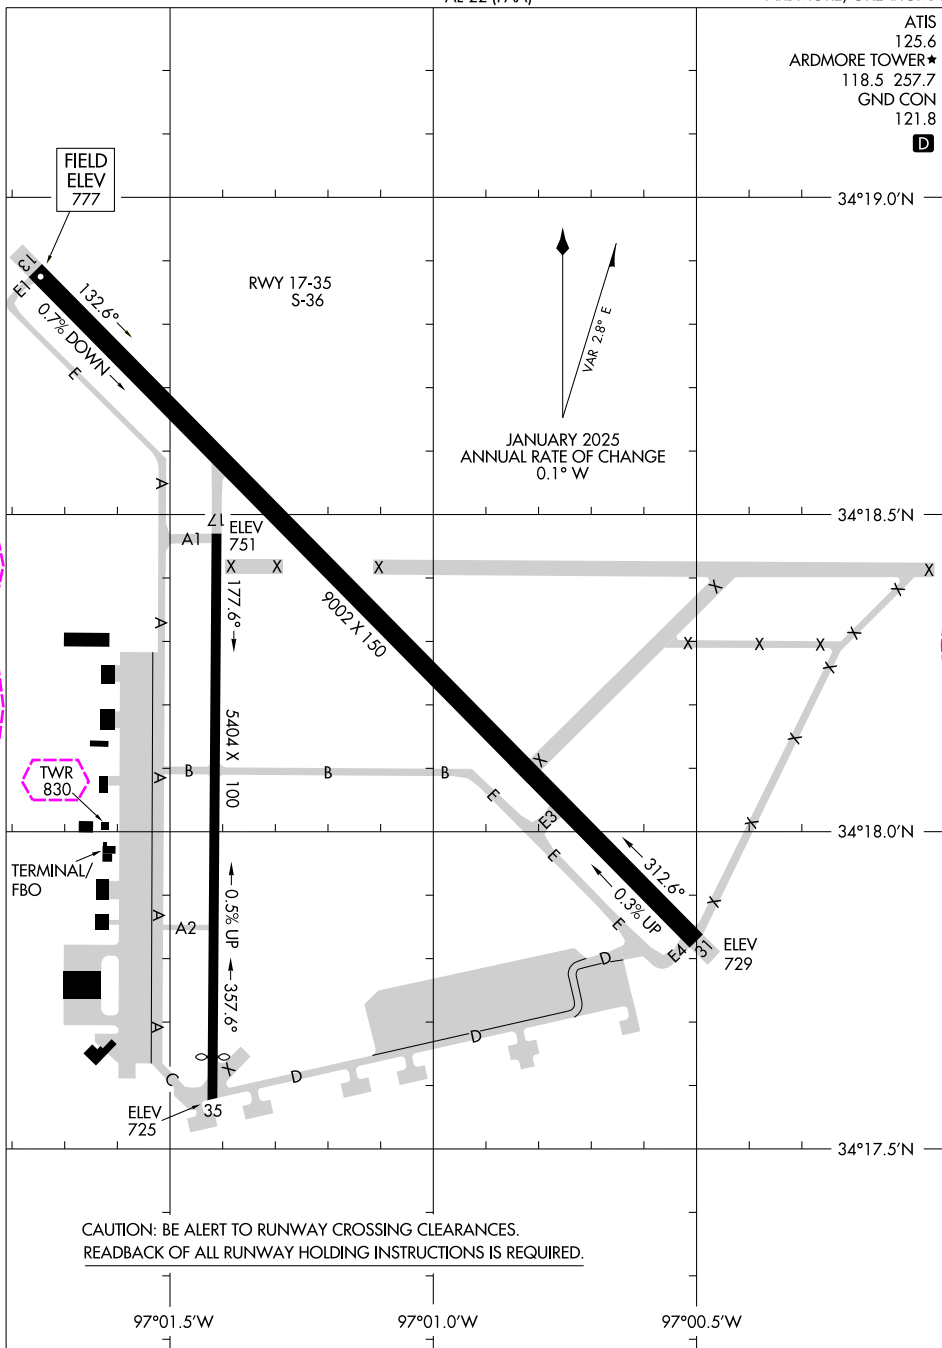 ATIS
125.6
ARDMORE TOWER★
118.5 257.7
GND CON
121.8
D
FIELD
ELEV
777
34°19.0'N
13
E1
132.6°
0.7% DOWN
E
RWY 17-35
S-36
VAR 2.8° E
JANUARY 2025
ANNUAL RATE OF CHANGE
0.1° W
A
34°18.5'N
17
ELEV
751
A1
X
X
X
X
177.6°
9002 X 150
X
X
A
X
X
X
X
X
5404 X 100
X
X
B
B
B
A
TWR
830
E
E3
X
34°18.0'N
TERMINAL/
FBO
E
312.6°
0.3% UP
0.5% UP
X
A
A2
E
E4
31
ELEV
729
D
357.6°
A
D
X
C
D
ELEV
725
35
34°17.5'N
CAUTION: BE ALERT TO RUNWAY CROSSING CLEARANCES.
READBACK OF ALL RUNWAY HOLDING INSTRUCTIONS IS REQUIRED.
97°01.5'W
97°01.0'W
97°00.5'W